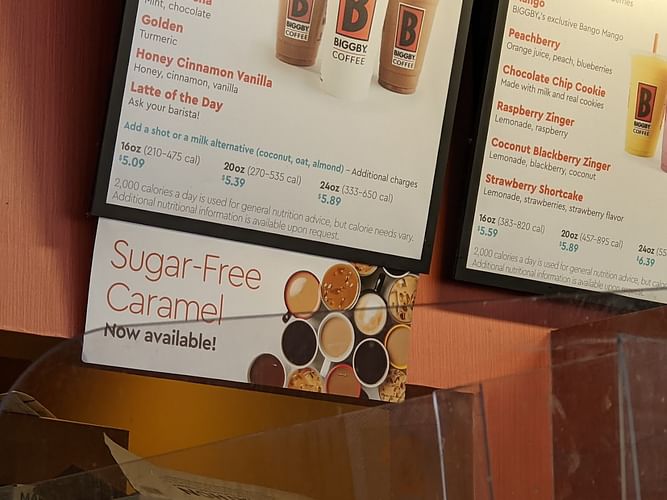 Mint, chocolate
Golden
Turmeric
Honey Cinnamon Vanilla
Honey, cinnamon, vanilla
Latte of the Day
Ask your barista!
Add a shot or a milk alternative (coconut, oat, almond) – Additional charges
16oz (210-475 cal)
$5.09
20oz (270-535 cal)
$5.39
24oz (333-650 cal)
$5.89
2,000 calories a day is used for general nutrition advice, but calorie needs vary.
Additional nutritional information is available upon request.
B
BIGGBY
COFFEE
B
BIGGBY
COFFEE
B
BIGGBY
COFFEE
Sugar-Free
Caramel
Now available!
BIGGBY's exclusive Bango Mango
Peachberry
Orange juice, peach, blueberries
Chocolate Chip Cookie
Made with milk and real cookies
Raspberry Zinger
Lemonade, raspberry
Coconut Blackberry Zinger
Lemonade, blackberry, coconut
Strawberry Shortcake
Lemonade, strawberries, strawberry flavor
16oz (383-820 cal)
$5.59
20oz (457-895 cal)
$5.89
24oz
$6.39
2,000 calories a day is used for general nutrition advice, but
Additional nutritional information is available upon request.
B
BIGGBY